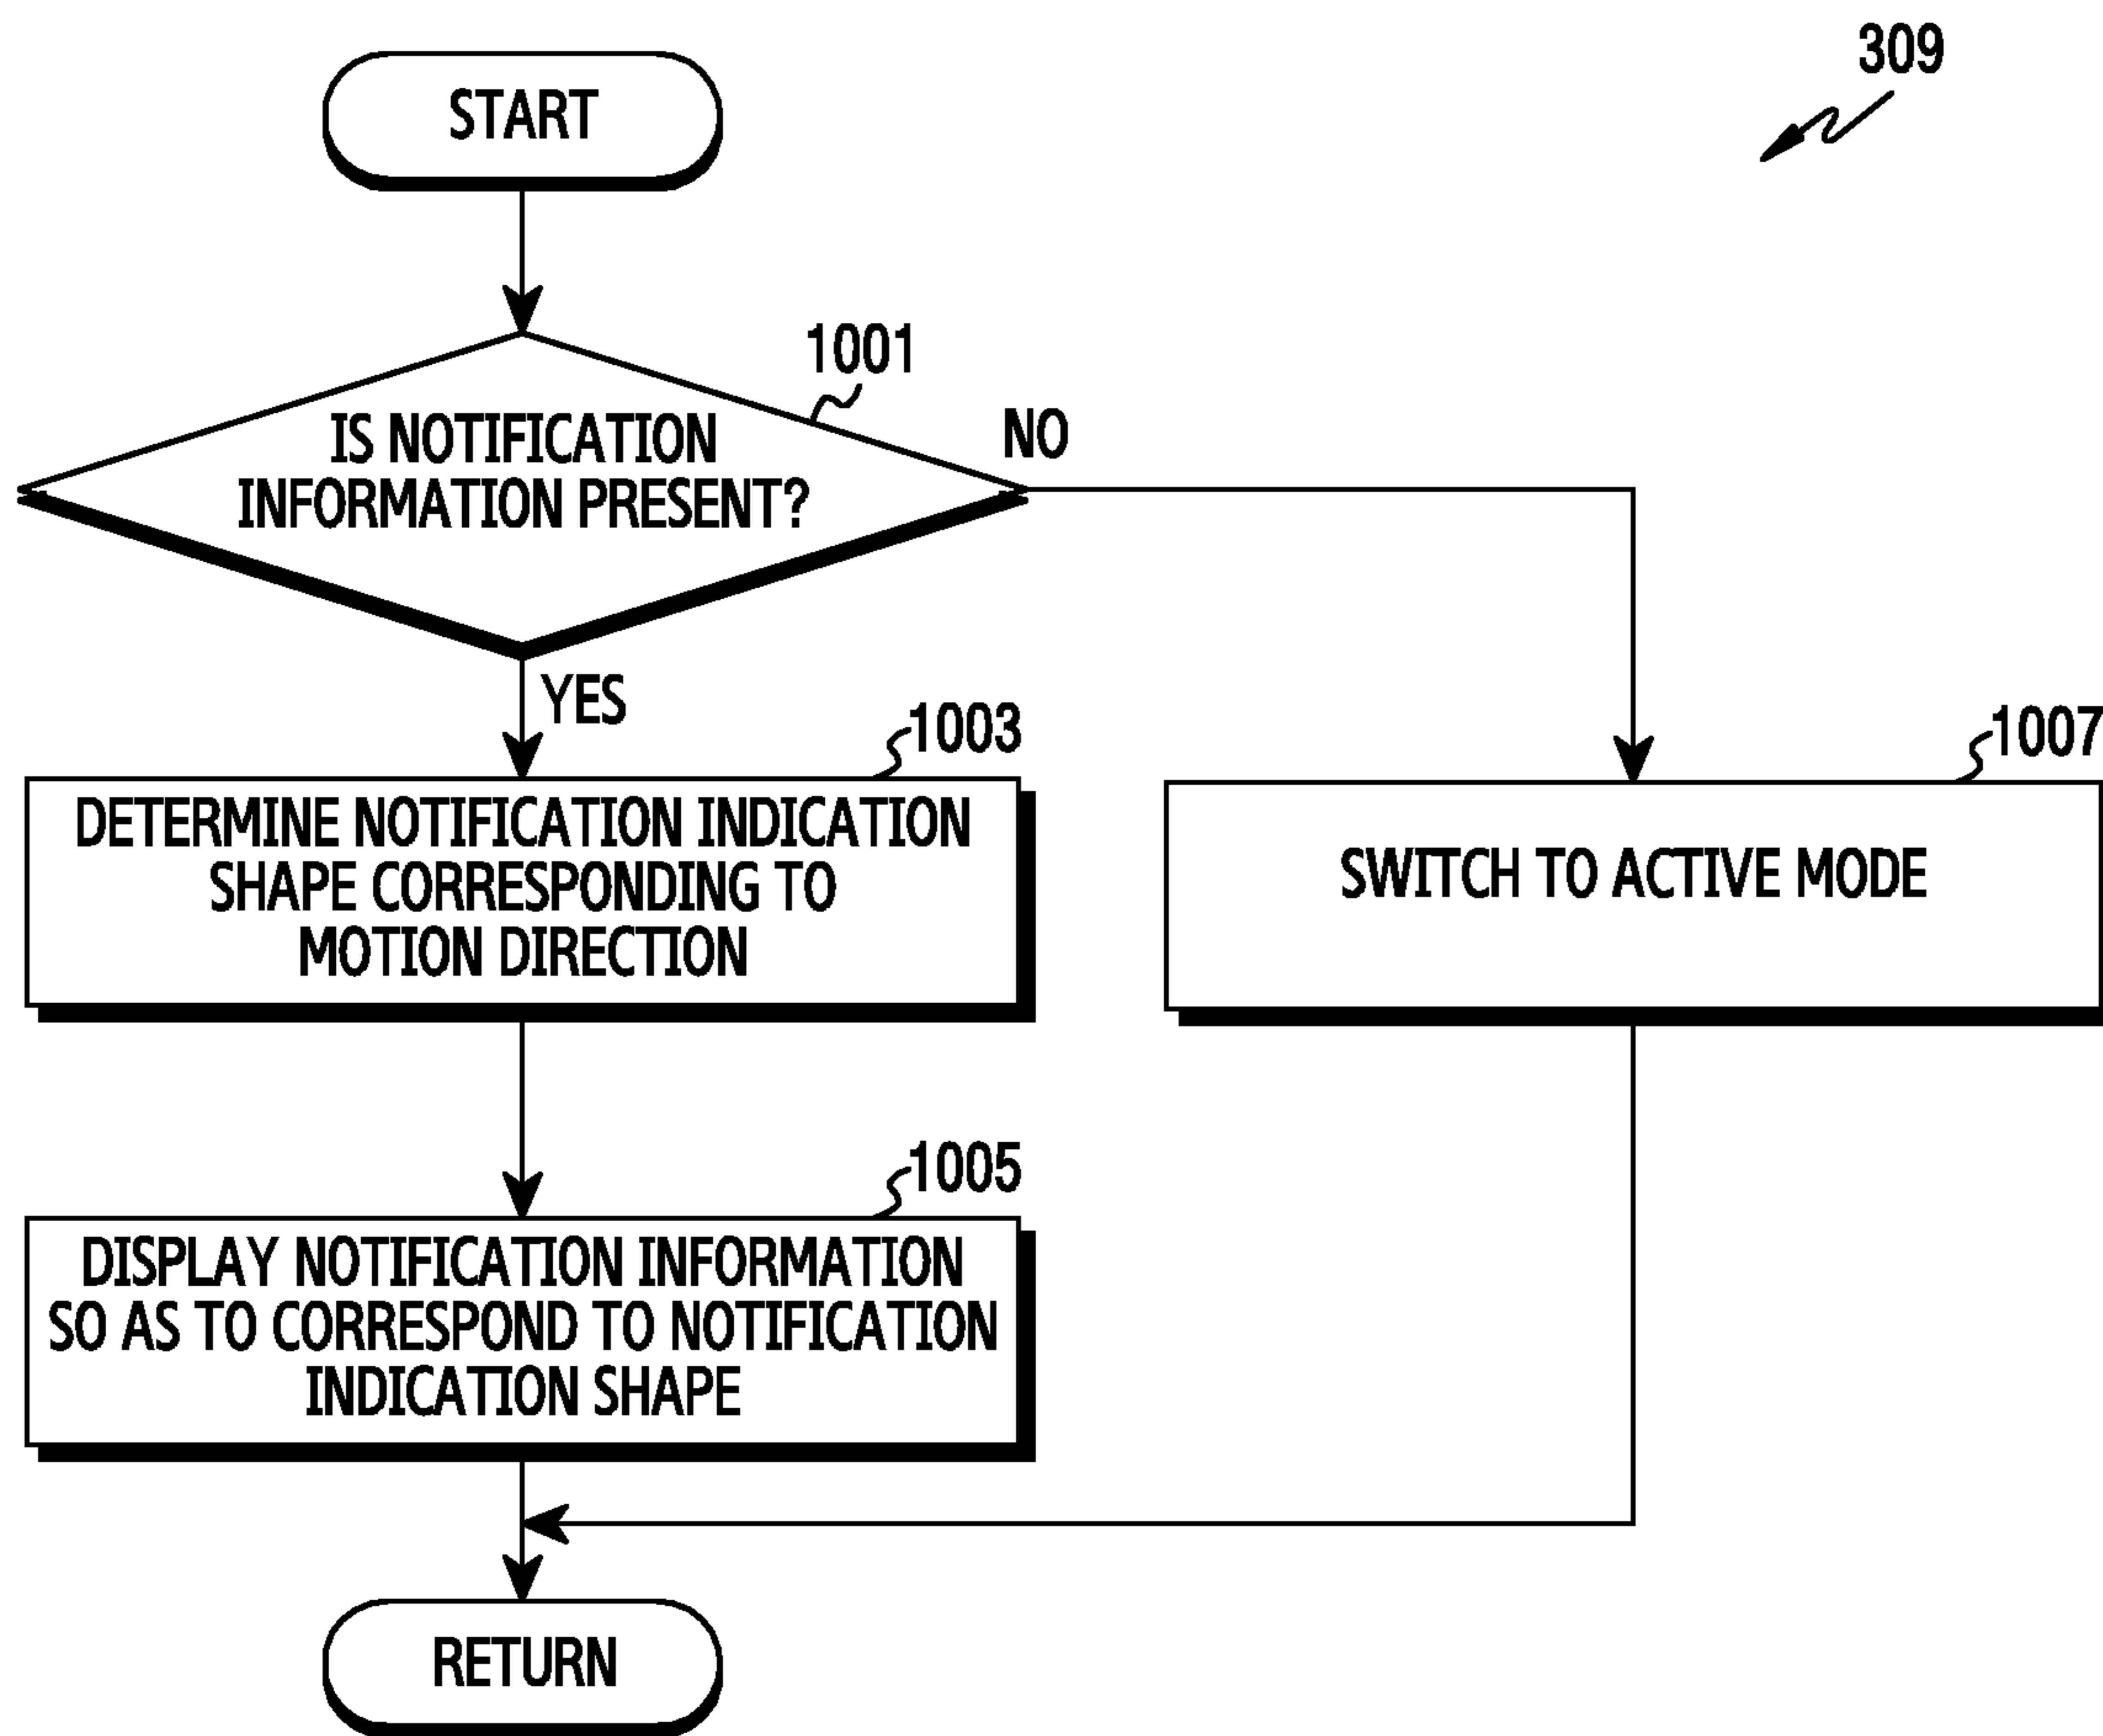 309
START
1001
NO
IS NOTIFICATION
INFORMATION PRESENT?
YES
1003
DETERMINE NOTIFICATION INDICATION
SHAPE CORRESPONDING TO
MOTION DIRECTION
1007
SWITCH TO ACTIVE MODE
1005
DISPLAY NOTIFICATION INFORMATION
SO AS TO CORRESPOND TO NOTIFICATION
INDICATION SHAPE
RETURN